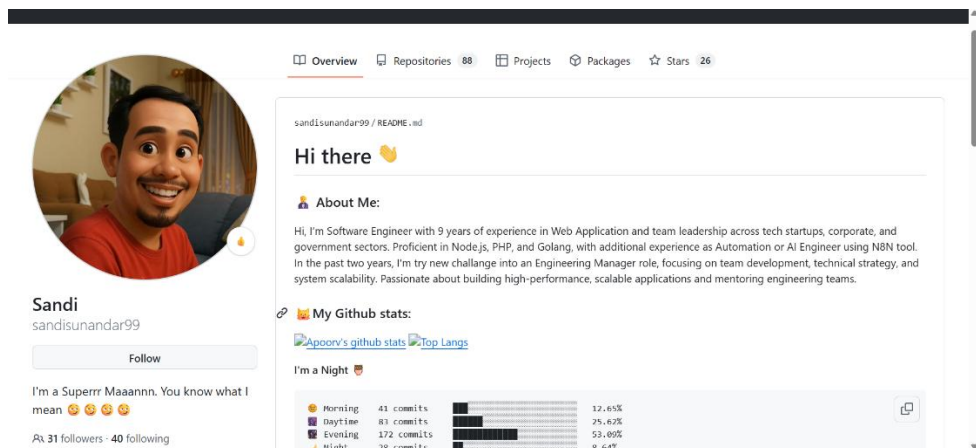 Overview Repositories 88 Projects Packages Stars 26
sandisunandar99 / README.md
Hi there 👋
About Me:
Hi, I'm Software Engineer with 9 years of experience in Web Application and team leadership across tech startups, corporate, and
government sectors. Proficient in Node.js, PHP, and Golang, with additional experience as Automation or AI Engineer using N8N tool.
In the past two years, I'm try new challange into an Engineering Manager role, focusing on team development, technical strategy, and
system scalability. Passionate about building high-performance, scalable applications and mentoring engineering teams.
My Github stats:
Apoorv's github stats Top Langs
I'm a Night
Morning 41 commits 12.65%
Daytime 83 commits 25.62%
Evening 172 commits 53.09%
Night 28 commits 8.64%
Sandi
sandisunandar99
Follow
I'm a Superrr Maaannn. You know what I
mean
31 followers · 40 following